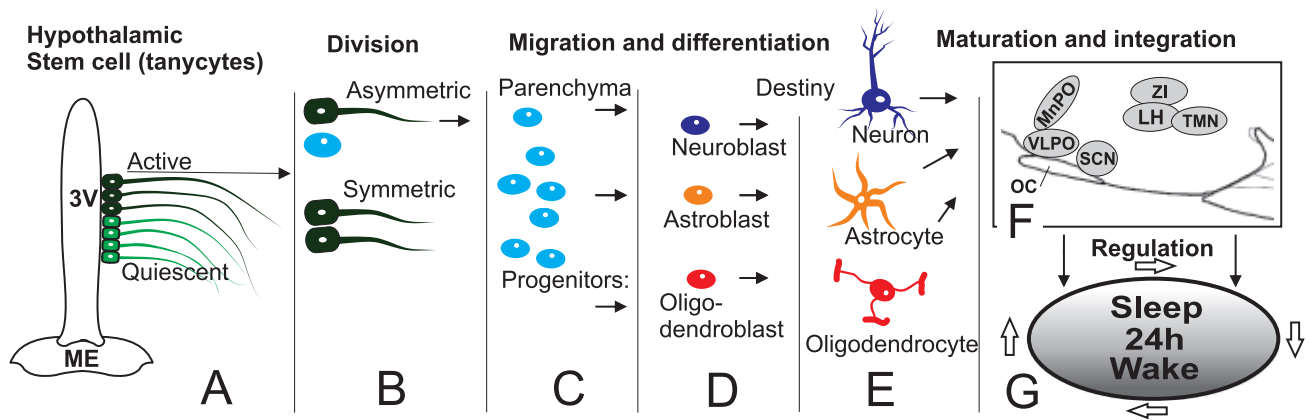 Hypothalamic
Stem cell (tanycytes)
3V
Active
Quiescent
ME
A
Division
Asymmetric
Symmetric
B
Migration and differentiation
Parenchyma
Progenitors:
C
Neuroblast
Astroblast
Oligo-
dendroblast
D
Destiny
Neuron
Astrocyte
Oligodendrocyte
E
Maturation and integration
MnPO
ZI
LH
TMN
VLPO
SCN
OC
F
Regulation
Sleep
24h
Wake
G